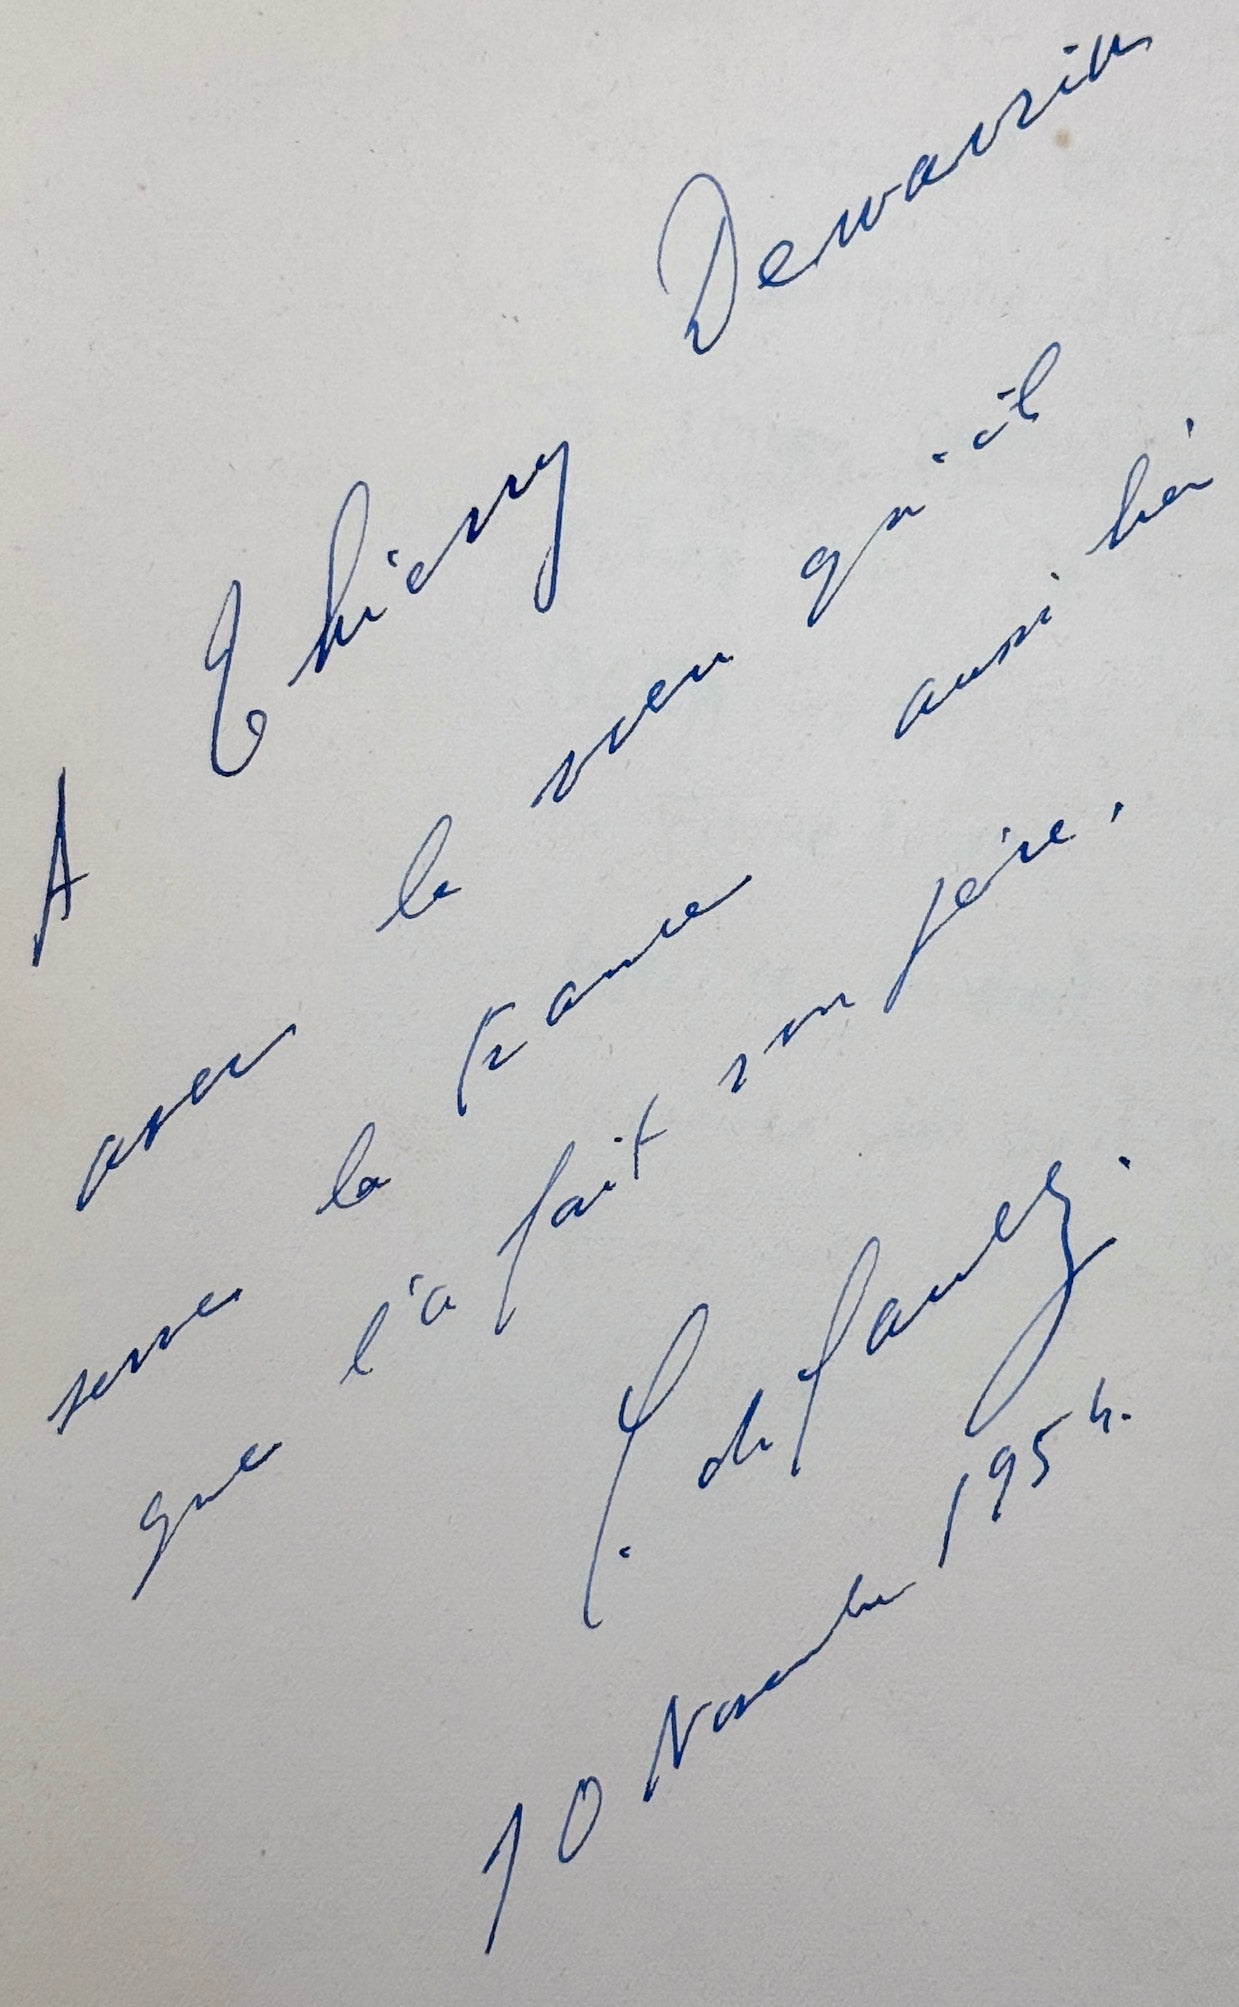 A Thierry Dewavrin
avec le vœu qu'il
serve la France aussi bien
que l'a fait son père.
C. de Gaulle.
10 Novembre 1954.